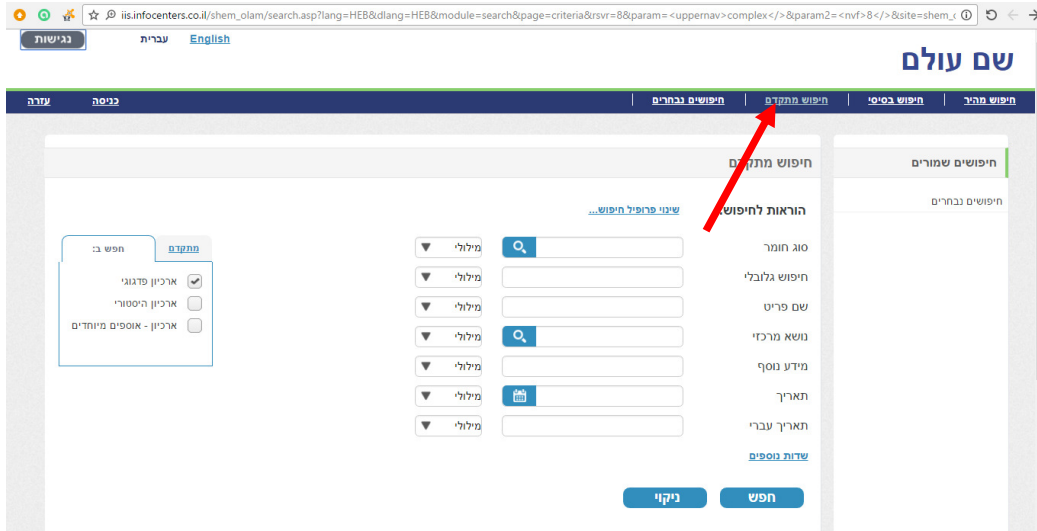 iis.infocenters.co.il/shem_olam/search.asp?lang=HEB&dlang=HEB&module=search&page=criteria&rsvr=8&param=<uppernav>complex</>&param2=<nvf>8</>&site=shem_
נגישות עברית English
שם עולם
חיפוש מהיר חיפוש בסיסי חיפוש מתקדם חיפושים נבחרים כניסה עזרה
חיפושים שמורים
חיפושים נבחרים
חיפוש מתקדם
הוראות לחיפוש: שינוי פרופיל חיפוש...
סוג חומר מילולי
חיפוש גלובלי מילולי
שם פריט מילולי
נושא מרכזי מילולי
מידע נוסף מילולי
תאריך מילולי
תאריך עברי מילולי
שדות נוספים
חפש ניקוי
מתקדם חפש ב:
ארכיון פדגוגי
ארכיון היסטורי
ארכיון - אוספים מיוחדים